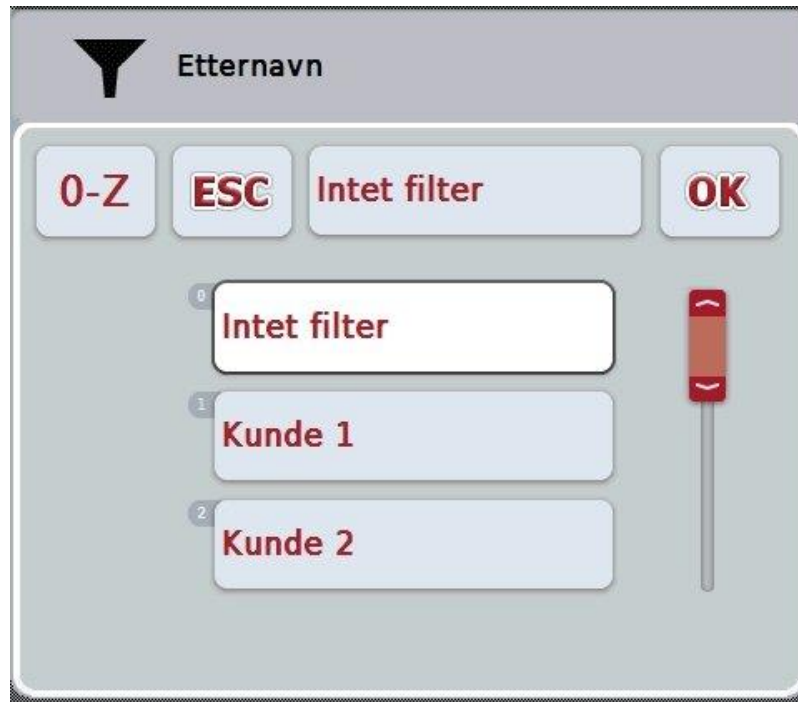 Etternavn
0-Z ESC Intet filter OK
0
Intet filter
1
Kunde 1
2
Kunde 2